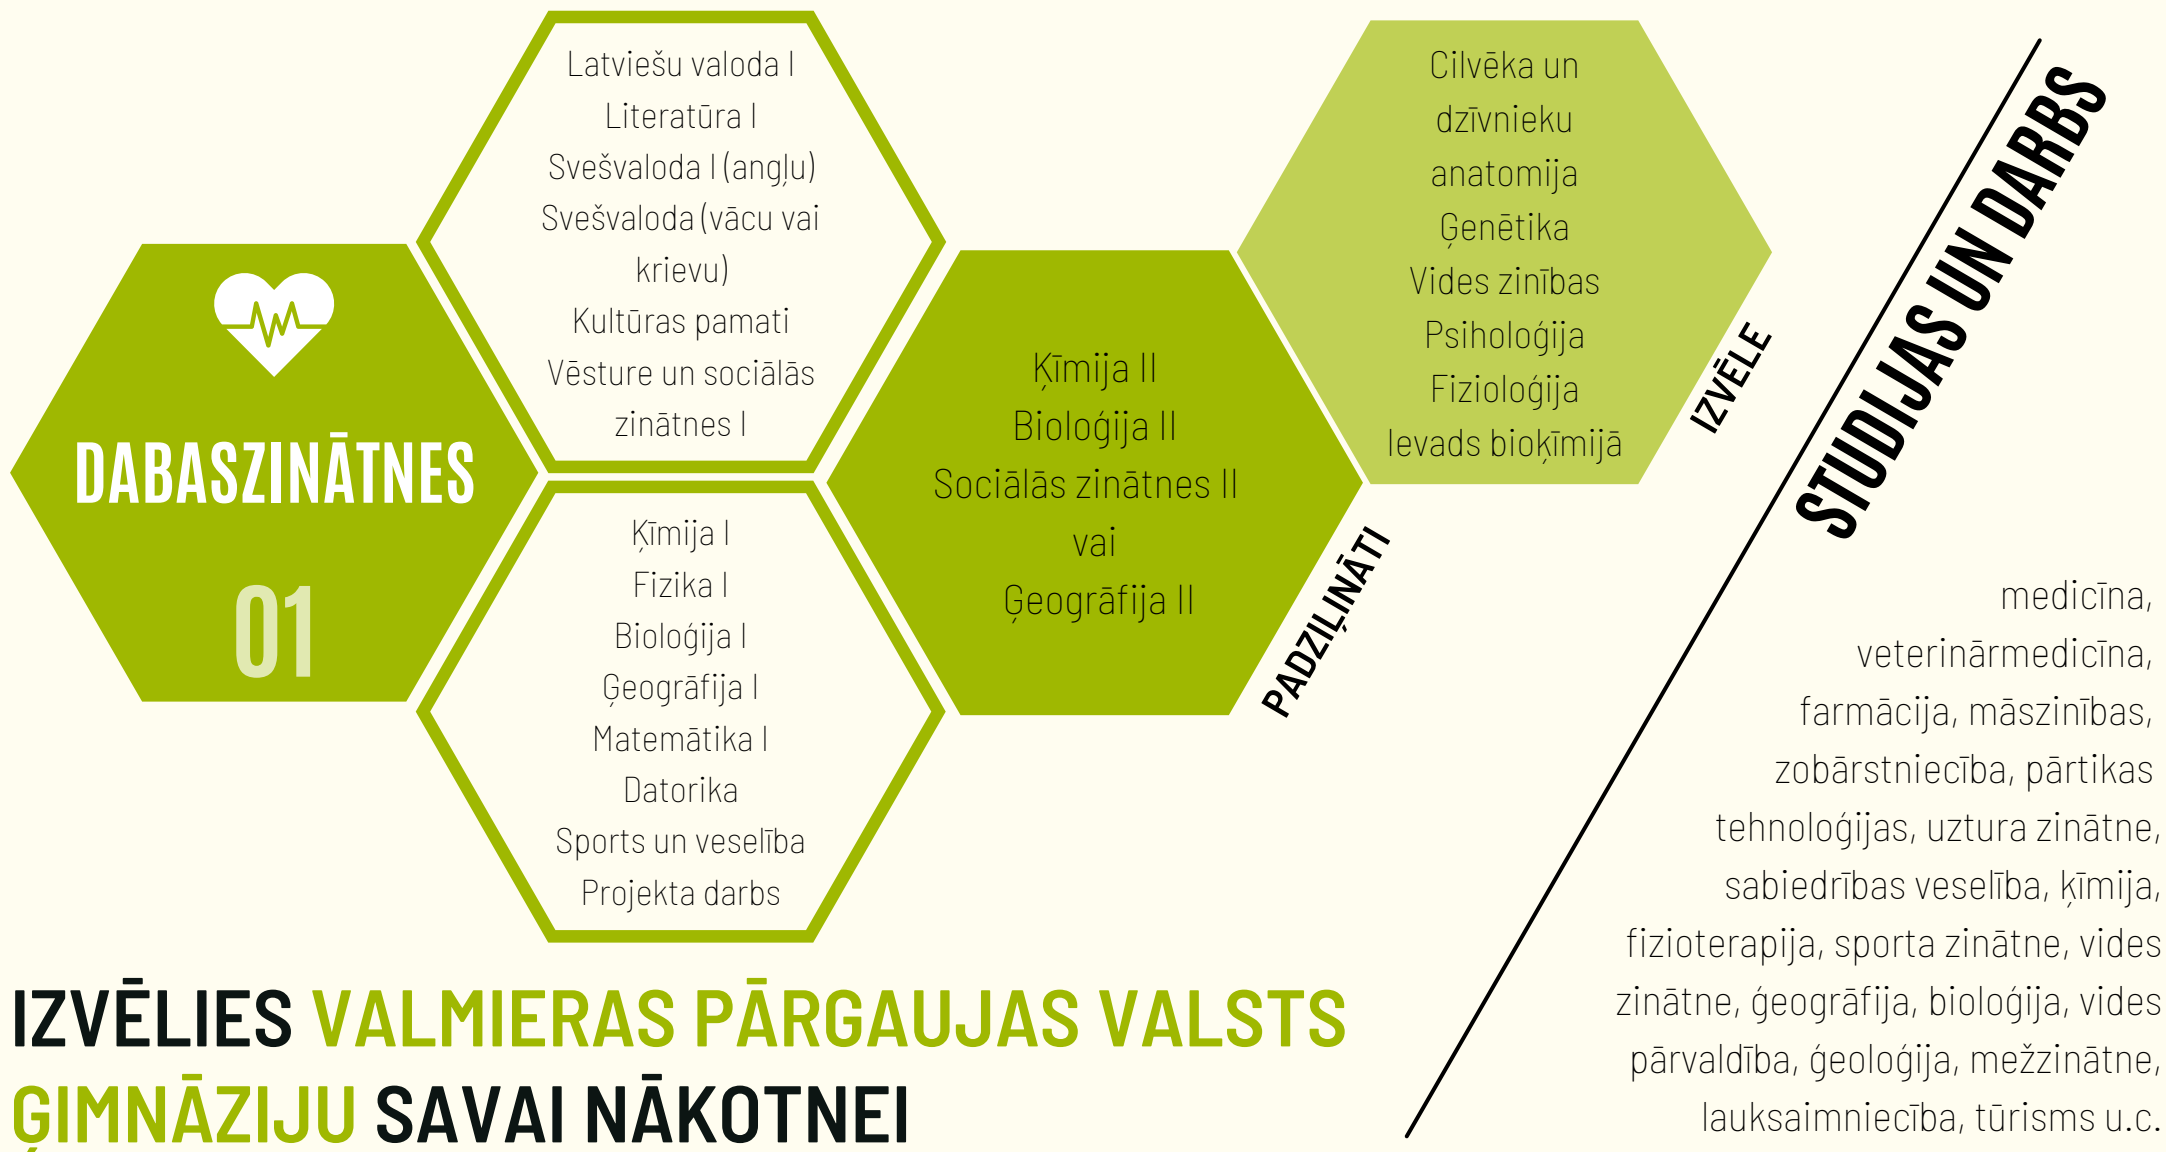 DABASZINĀTNES
01
Latviešu valoda I
Literatūra I
Svešvaloda I (angļu)
Svešvaloda (vācu vai
krievu)
Kultūras pamati
Vēsture un sociālās
zinātnes I
Ķīmija I
Fizika I
Bioloģija I
Ģeogrāfija I
Matemātika I
Datorika
Sports un veselība
Projekta darbs
Ķīmija II
Bioloģija II
Sociālās zinātnes II
vai
Ģeogrāfija II
PADZIĻINĀTI
Cilvēka un
dzīvnieku
anatomija
Ģenētika
Vides zinības
Psiholoģija
Fizioloģija
Ievads bioķīmijā
IZVĒLE
STUDIJAS UN DARBS
medicīna,
veterinārmedicīna,
farmācija, māszinības,
zobārstniecība, pārtikas
tehnoloģijas, uztura zinātne,
sabiedrības veselība, ķīmija,
fizioterapija, sporta zinātne, vides
zinātne, ģeogrāfija, bioloģija, vides
pārvaldība, ģeoloģija, mežzinātne,
lauksaimniecība, tūrisms u.c.
IZVĒLIES VALMIERAS PĀRGAUJAS VALSTS
ĢIMNĀZIJU SAVAI NĀKOTNEI